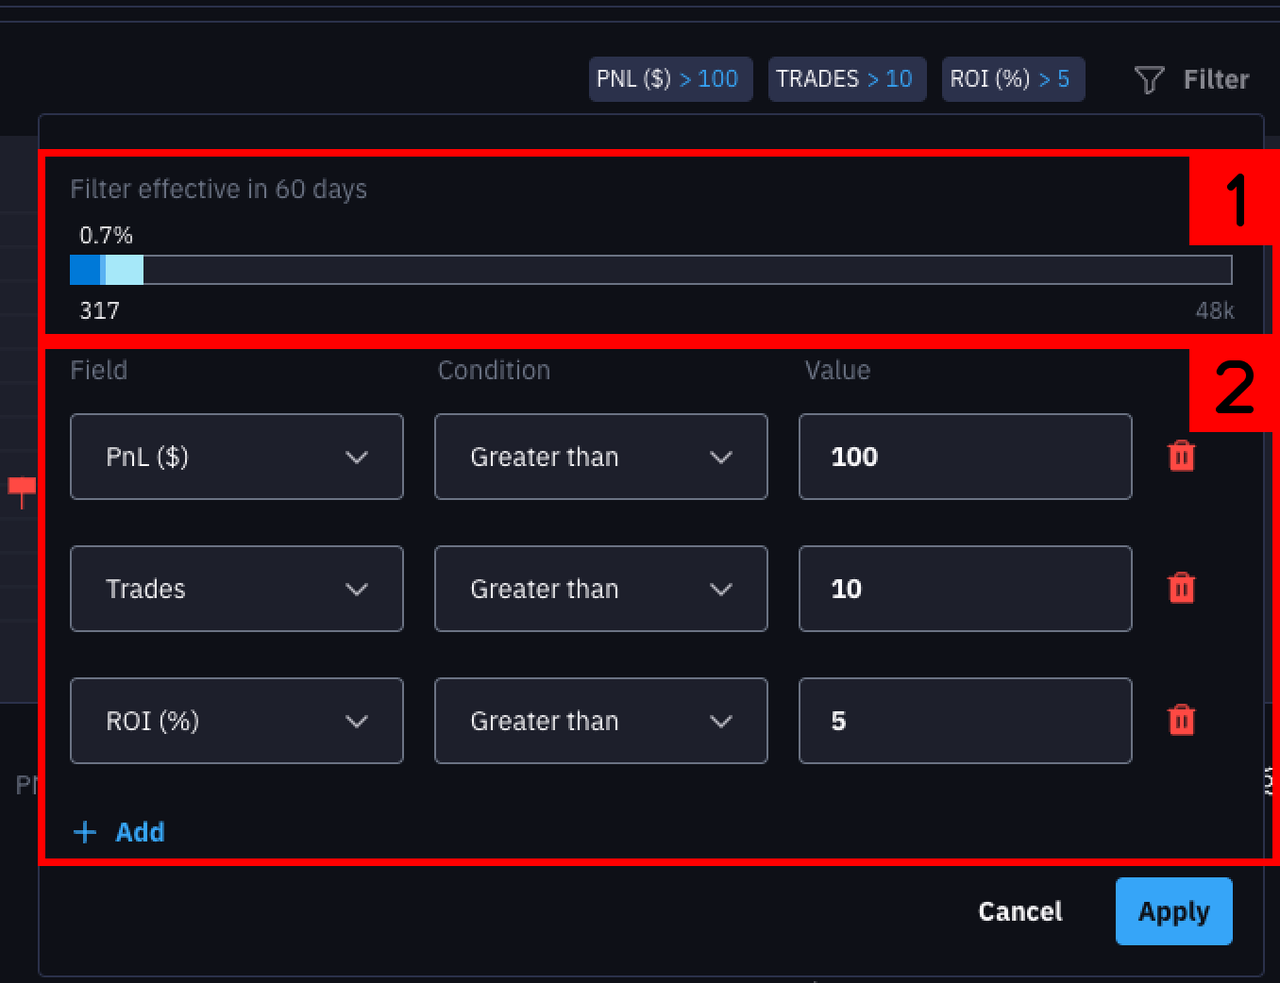 PNL ($) > 100 TRADES > 10 ROI (%) > 5 Filter
1
Filter effective in 60 days
0.7%
317 48k
2
Field Condition Value
PnL ($) Greater than 100
Trades Greater than 10
ROI (%) Greater than 5
+ Add
Cancel Apply